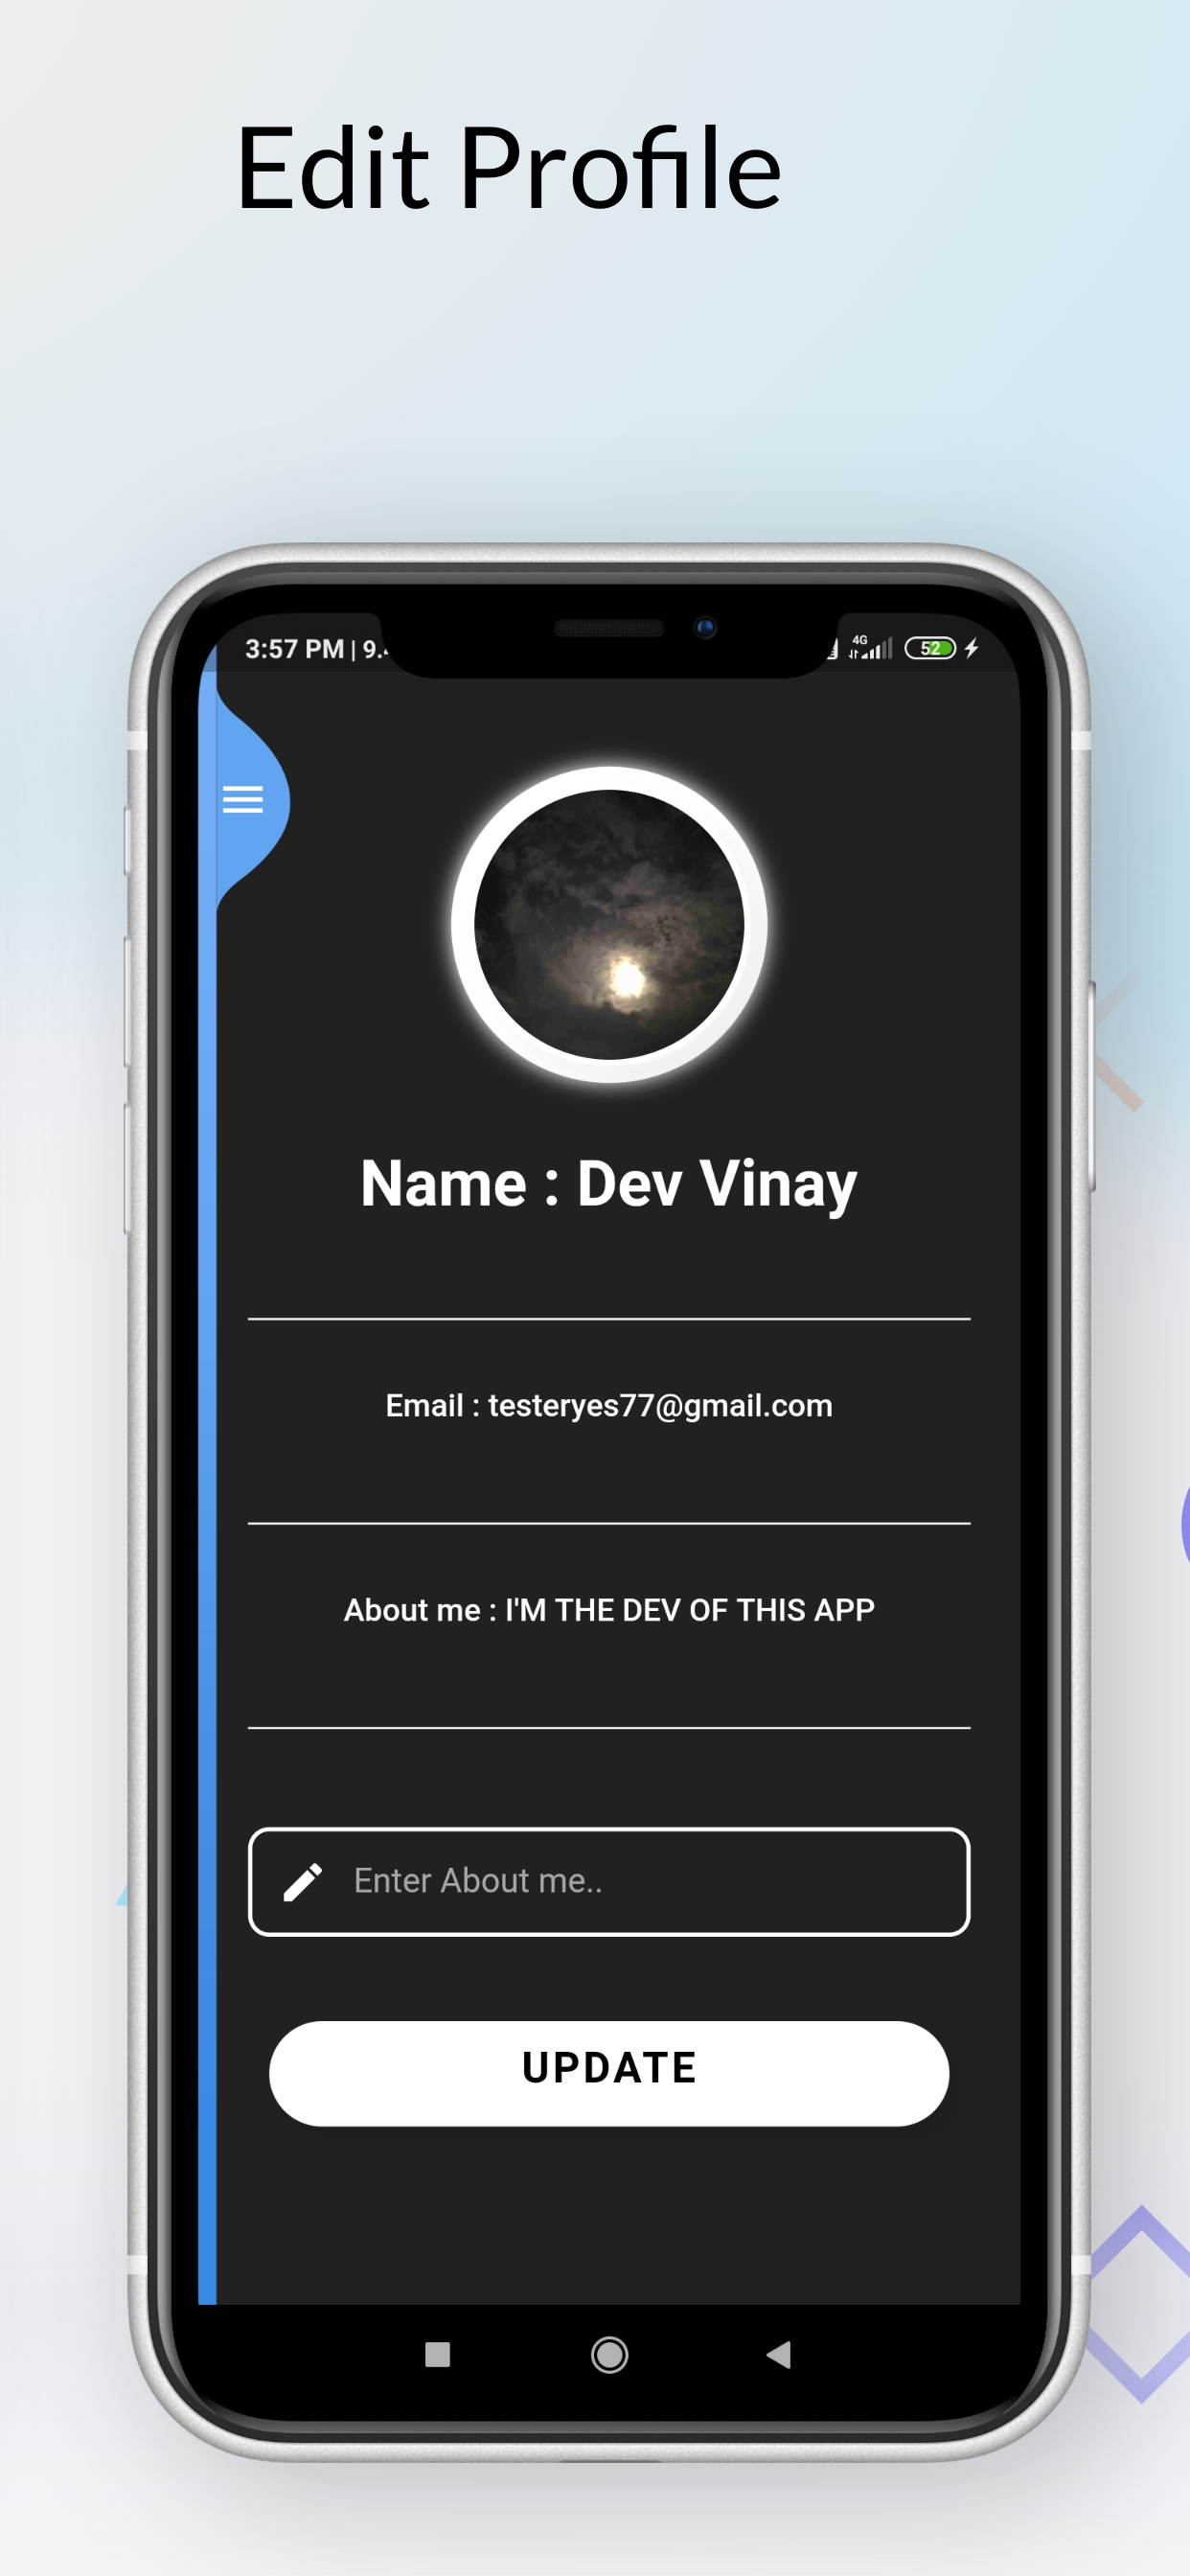 Edit Profile
3:57 PM | 9.
4G
52
Name : Dev Vinay
Email : testeryes77@gmail.com
About me : I'M THE DEV OF THIS APP
Enter About me..
UPDATE